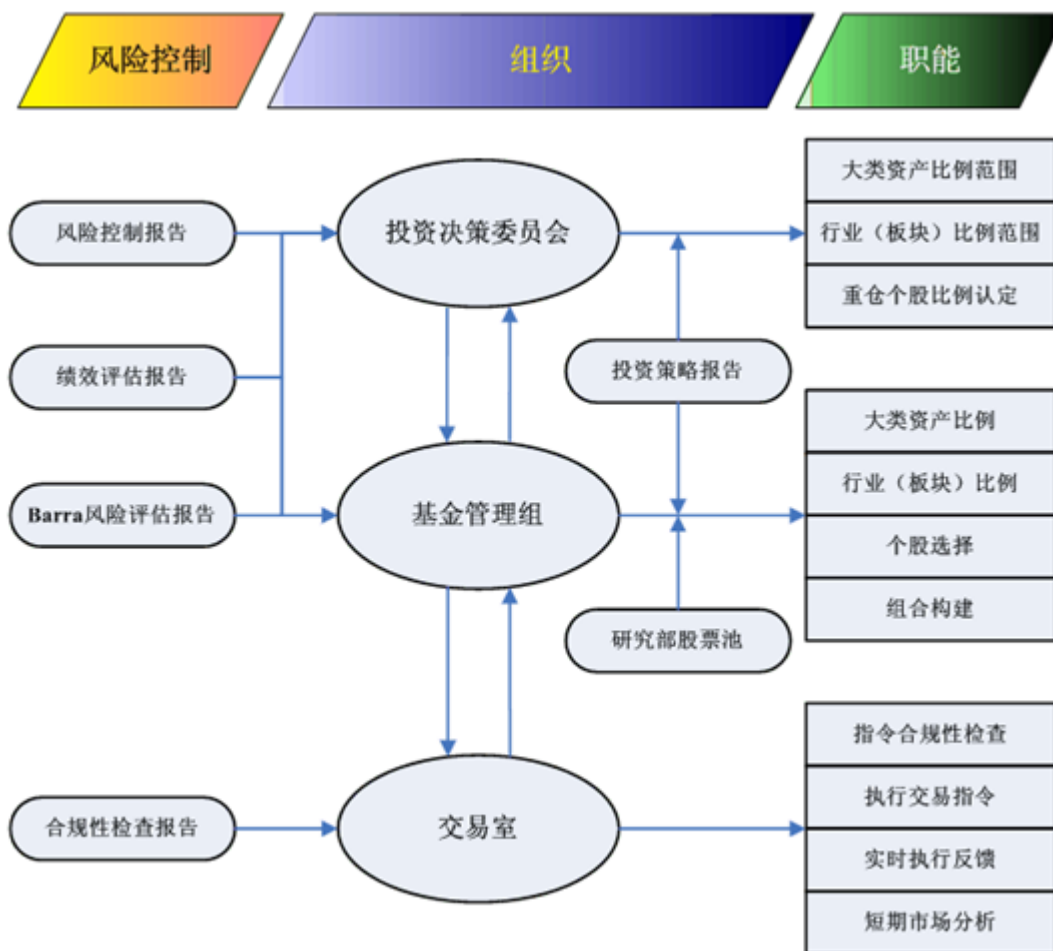 风险控制
组织
职能
大类资产比例范围
风险控制报告
投资决策委员会
行业（板块）比例范围
重仓个股比例认定
绩效评估报告
投资策略报告
大类资产比例
行业（板块）比例
Barra风险评估报告
基金管理组
个股选择
组合构建
研究部股票池
指令合规性检查
执行交易指令
合规性检查报告
交易室
实时执行反馈
短期市场分析